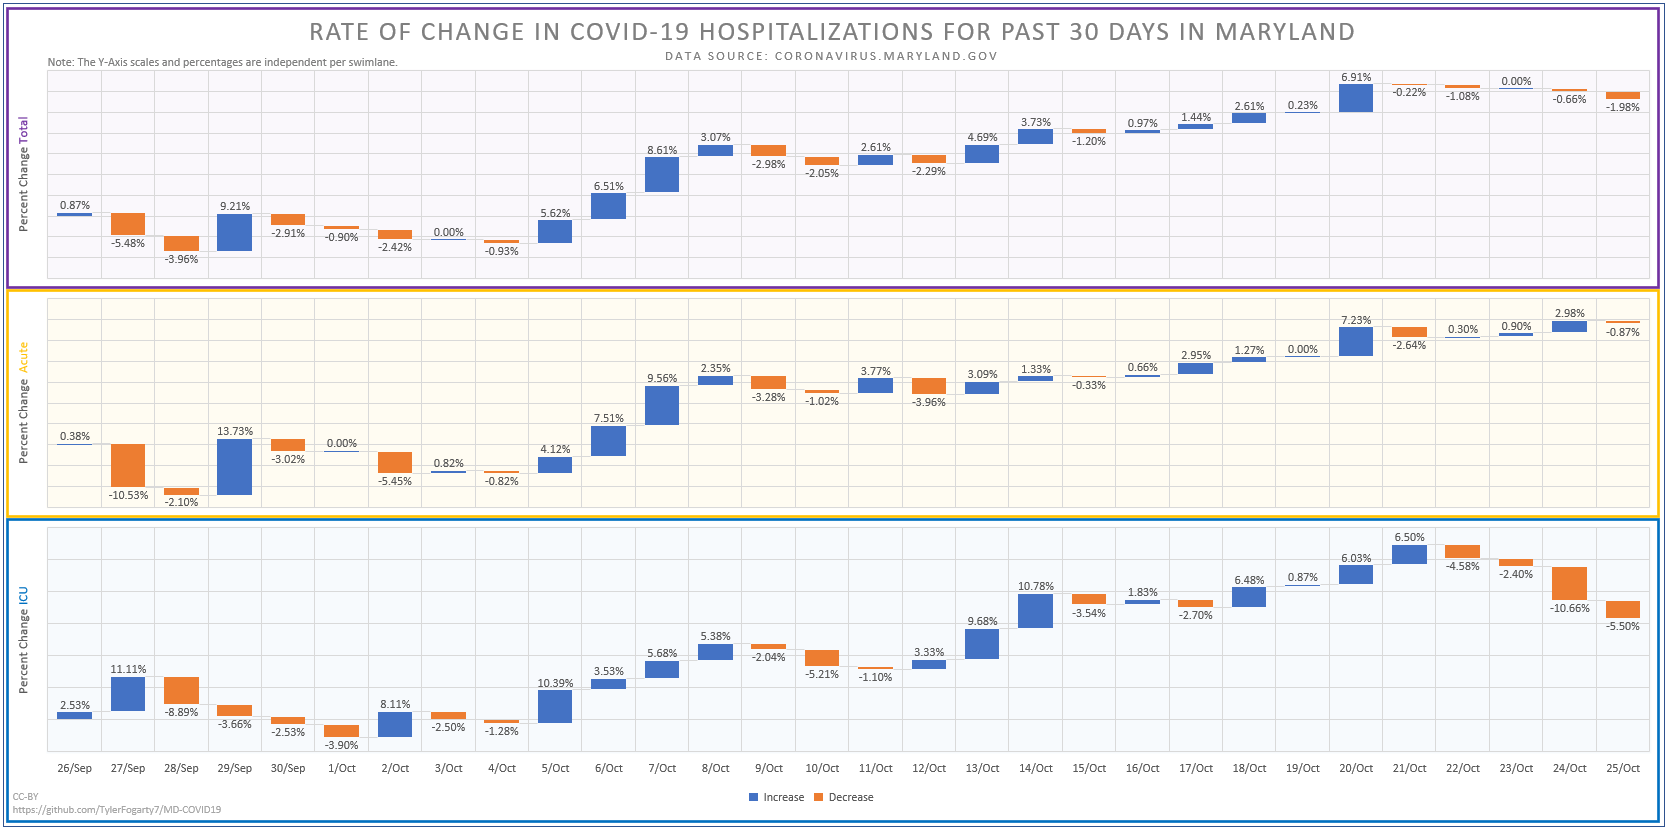 RATE OF CHANGE IN COVID-19 HOSPITALIZATIONS FOR PAST 30 DAYS IN MARYLAND
DATA SOURCE: CORONAVIRUS.MARYLAND.GOV
Note: The Y-Axis scales and percentages are independent per swimlane.
Percent Change Total
0.87% -5.48% -3.96% 9.21% -2.91% -0.90% -2.42% 0.00% -0.93% 5.62% 6.51% 8.61% 3.07% -2.98% -2.05% 2.61% -2.29% 4.69% 3.73% -1.20% 0.97% 1.44% 2.61% 0.23% 6.91% -0.22% -1.08% 0.00% -0.66% -1.98%
Percent Change Acute
0.38% -10.53% -2.10% 13.73% -3.02% 0.00% -5.45% 0.82% -0.82% 4.12% 7.51% 9.56% 2.35% -3.28% -1.02% 3.77% -3.96% 3.09% 1.33% -0.33% 0.66% 2.95% 1.27% 0.00% 7.23% -2.64% 0.30% 0.90% 2.98% -0.87%
Percent Change ICU
2.53% 11.11% -8.89% -3.66% -2.53% -3.90% 8.11% -2.50% -1.28% 10.39% 3.53% 5.68% 5.38% -2.04% -5.21% -1.10% 3.33% 9.68% 10.78% -3.54% 1.83% -2.70% 6.48% 0.87% 6.03% 6.50% -4.58% -2.40% -10.66% -5.50%
26/Sep 27/Sep 28/Sep 29/Sep 30/Sep 1/Oct 2/Oct 3/Oct 4/Oct 5/Oct 6/Oct 7/Oct 8/Oct 9/Oct 10/Oct 11/Oct 12/Oct 13/Oct 14/Oct 15/Oct 16/Oct 17/Oct 18/Oct 19/Oct 20/Oct 21/Oct 22/Oct 23/Oct 24/Oct 25/Oct
Increase Decrease
CC-BY
https://github.com/TylerFogarty7/MD-COVID19